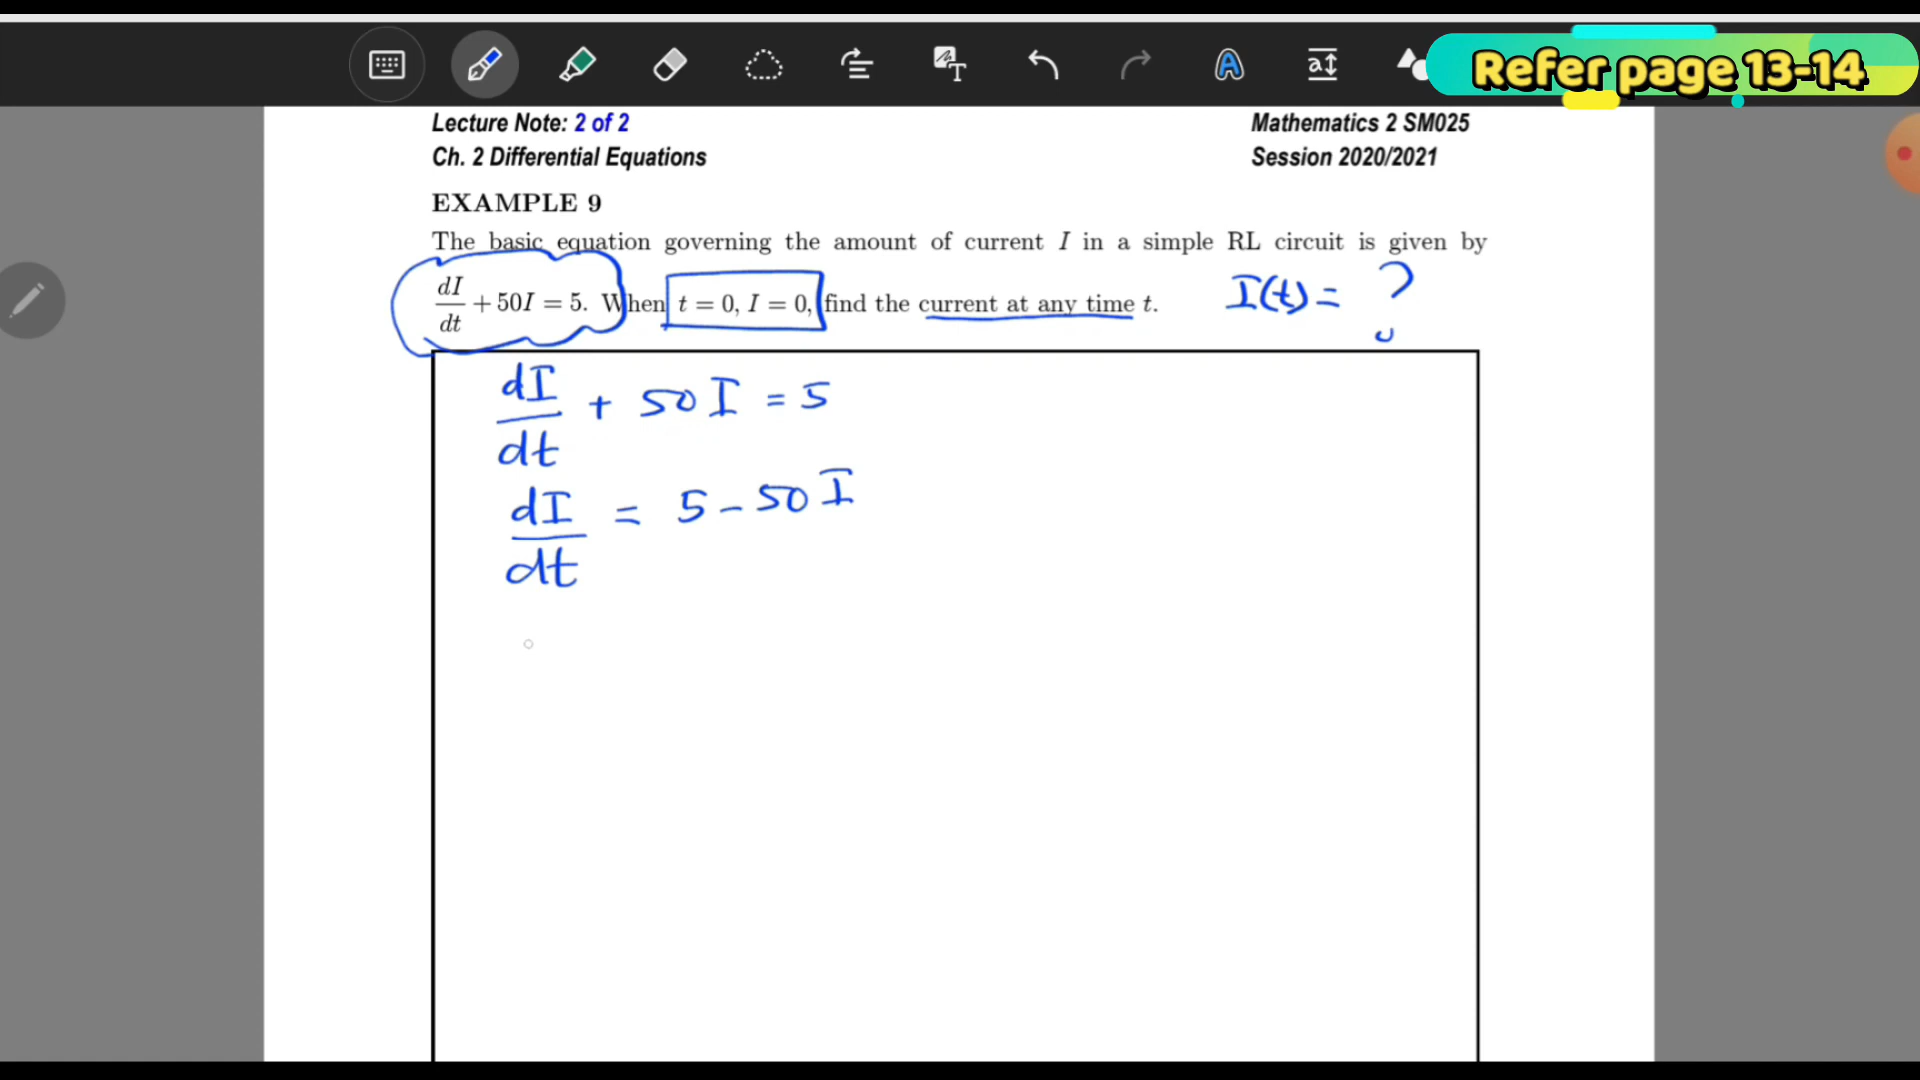 Refer page 13-14
Lecture Note: 2 of 2
Mathematics 2 SM025
Ch. 2 Differential Equations
Session 2020/2021
EXAMPLE 9
The basic equation governing the amount of current I in a simple RL circuit is given by
dI/dt + 50I = 5. When t = 0, I = 0, find the current at any time t.
I(t) = ?
dI/dt + 50 I = 5
dI/dt = 5 - 50 I